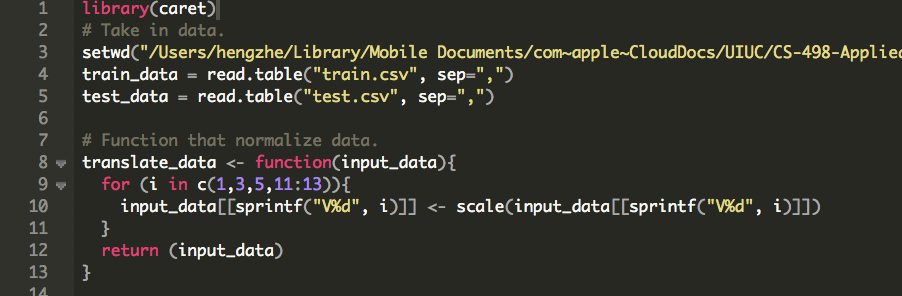 1 library(caret)
2 # Take in data.
3 setwd("/Users/hengzhe/Library/Mobile Documents/com~apple~CloudDocs/UIUC/CS-498-Applied
4 train_data = read.table("train.csv", sep=",")
5 test_data = read.table("test.csv", sep=",")
6
7 # Function that normalize data.
8 translate_data <- function(input_data){
9   for (i in c(1,3,5,11:13)){
10     input_data[[sprintf("V%d", i)]] <- scale(input_data[[sprintf("V%d", i)]])
11   }
12   return (input_data)
13 }
14